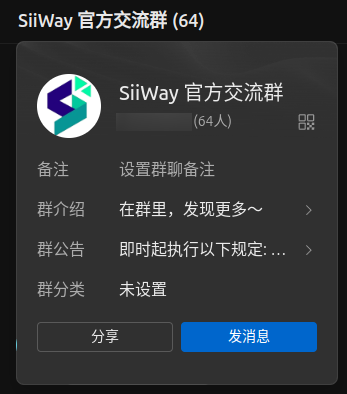 SiiWay 官方交流群 (64)
SiiWay 官方交流群
(64人)
备注 设置群聊备注
群介绍 在群里，发现更多～
群公告 即时起执行以下规定: ...
群分类 未设置
分享 发消息